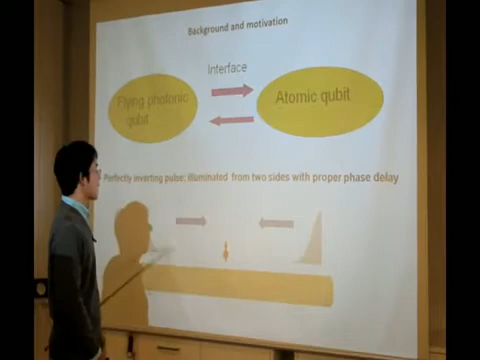 Background and motivation
Interface
Flying photonic
qubit
Atomic qubit
Perfectly inverting pulse: illuminated from two sides with proper phase delay